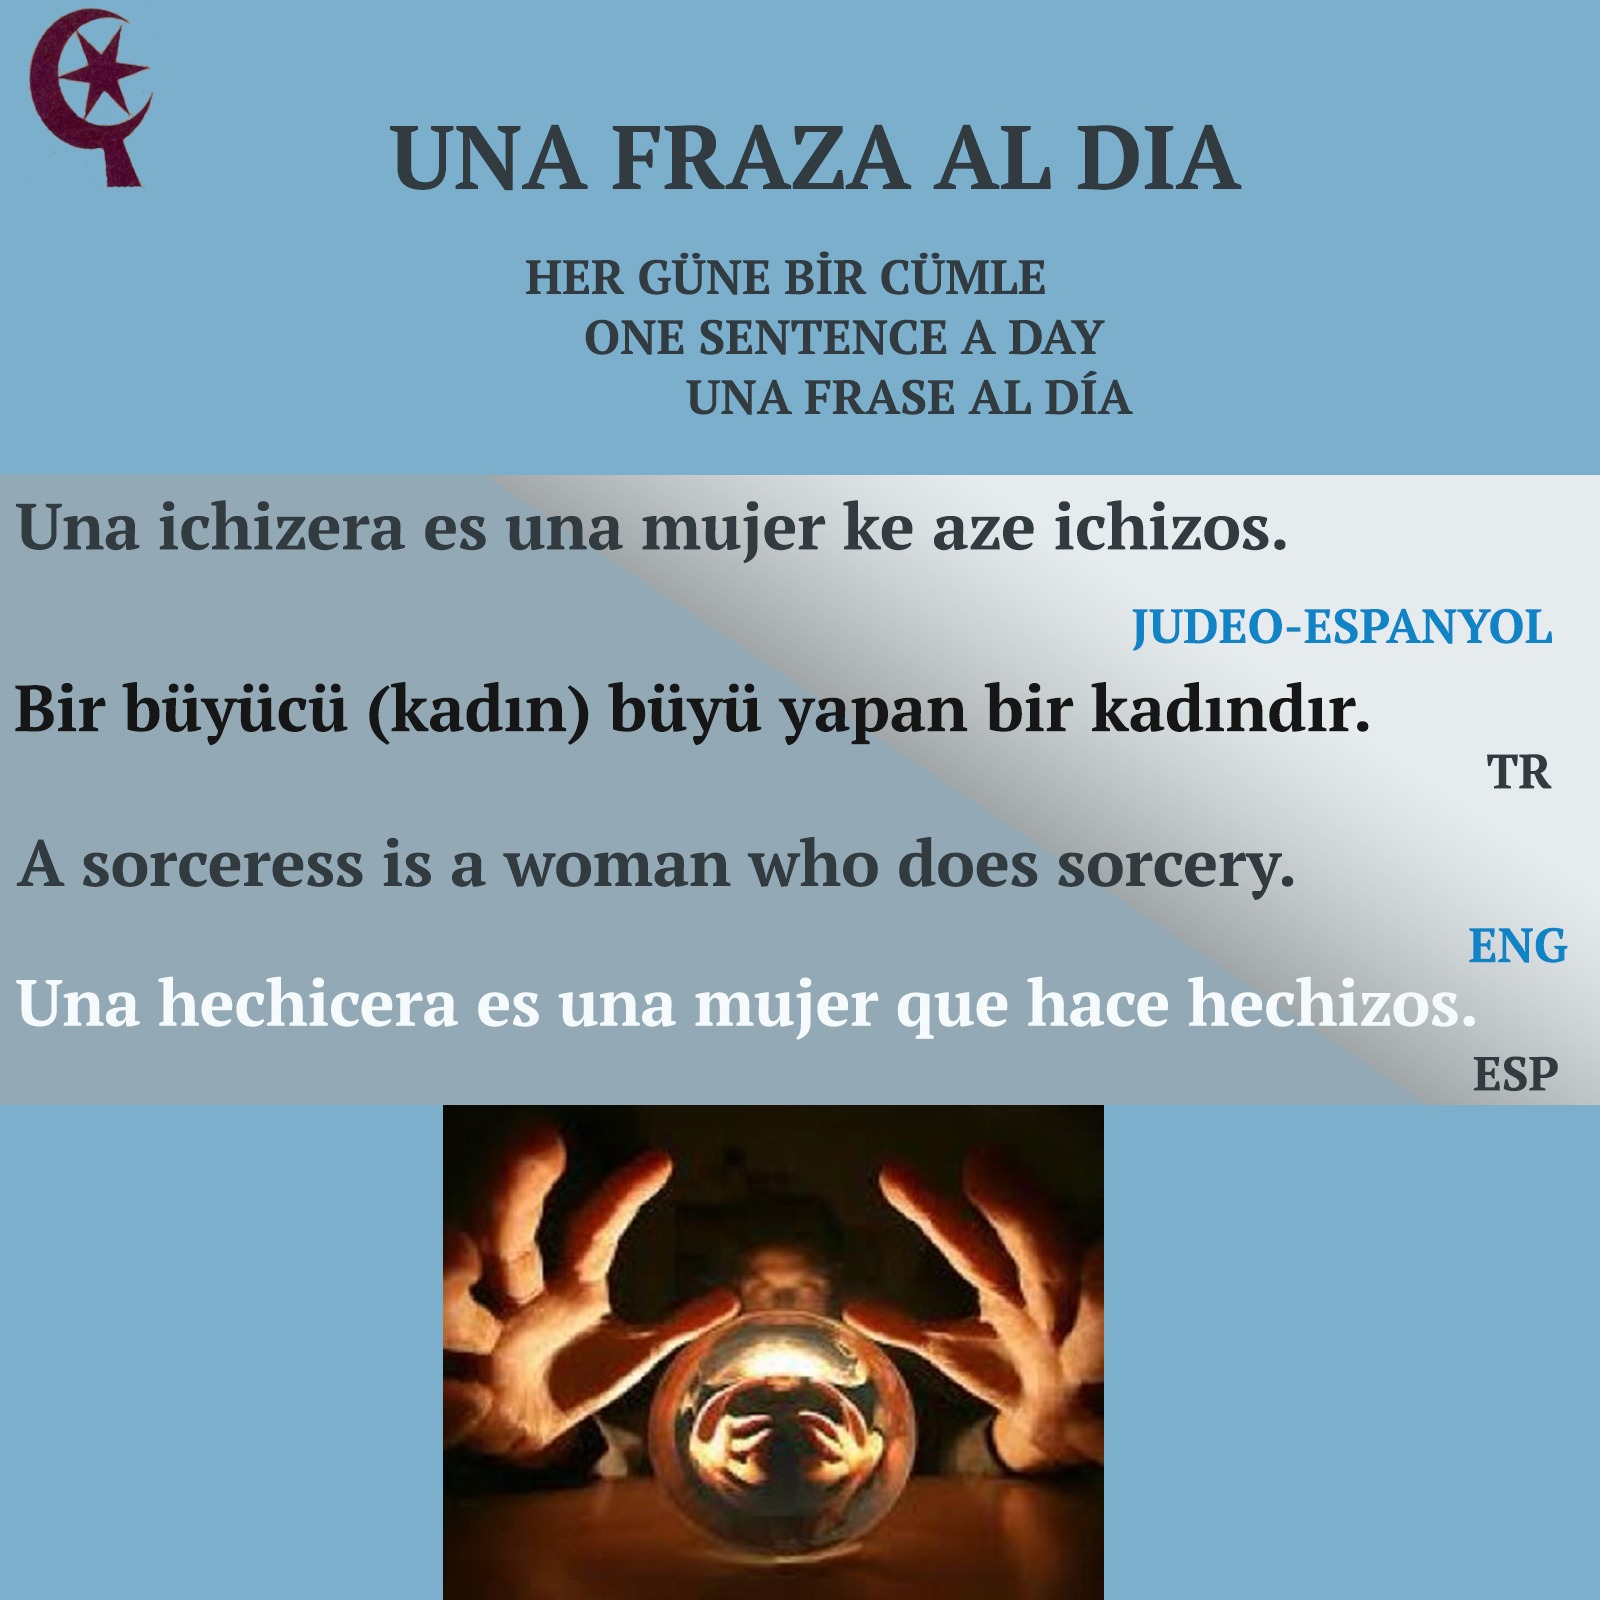 UNA FRAZA AL DIA
HER GÜNE BİR CÜMLE
ONE SENTENCE A DAY
UNA FRASE AL DÍA
Una ichizera es una mujer ke aze ichizos.
JUDEO-ESPANYOL
Bir büyücü (kadın) büyü yapan bir kadındır.
TR
A sorceress is a woman who does sorcery.
ENG
Una hechicera es una mujer que hace hechizos.
ESP